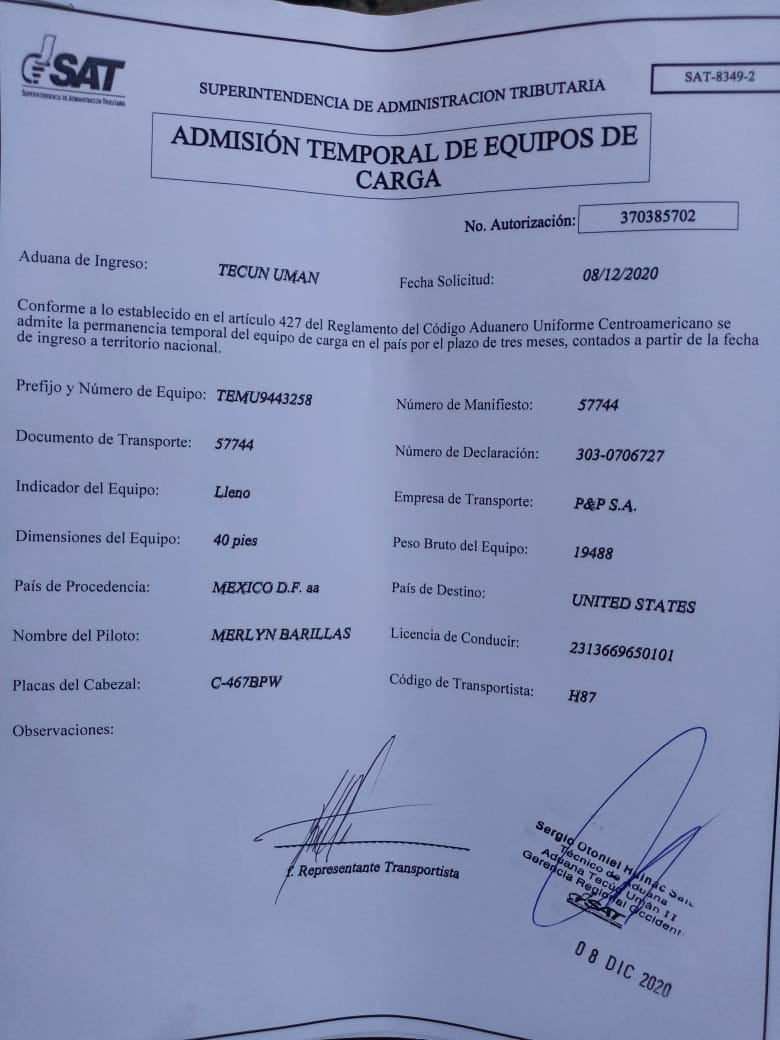 SAT
SUPERINTENDENCIA DE ADMINISTRACION TRIBUTARIA
SUPERINTENDENCIA DE ADMINISTRACION TRIBUTARIA
SAT-8349-2
ADMISIÓN TEMPORAL DE EQUIPOS DE
CARGA
No. Autorización: 370385702
Aduana de Ingreso: TECUN UMAN Fecha Solicitud: 08/12/2020
Conforme a lo establecido en el artículo 427 del Reglamento del Código Aduanero Uniforme Centroamericano se
admite la permanencia temporal del equipo de carga en el país por el plazo de tres meses, contados a partir de la fecha
de ingreso a territorio nacional.
Prefijo y Número de Equipo: TEMU9443258 Número de Manifiesto: 57744
Documento de Transporte: 57744 Número de Declaración: 303-0706727
Indicador del Equipo: Lleno Empresa de Transporte: P&P S.A.
Dimensiones del Equipo: 40 pies Peso Bruto del Equipo: 19488
País de Procedencia: MEXICO D.F. aa País de Destino: UNITED STATES
Nombre del Piloto: MERLYN BARILLAS Licencia de Conducir: 2313669650101
Placas del Cabezal: C-467BPW Código de Transportista: H87
Observaciones:
f. Representante Transportista
Sergio Otoniel
Técnico de Aduana
Aduana Tecún Umán II
Gerencia Regional Occident
SAT
08 DIC 2020